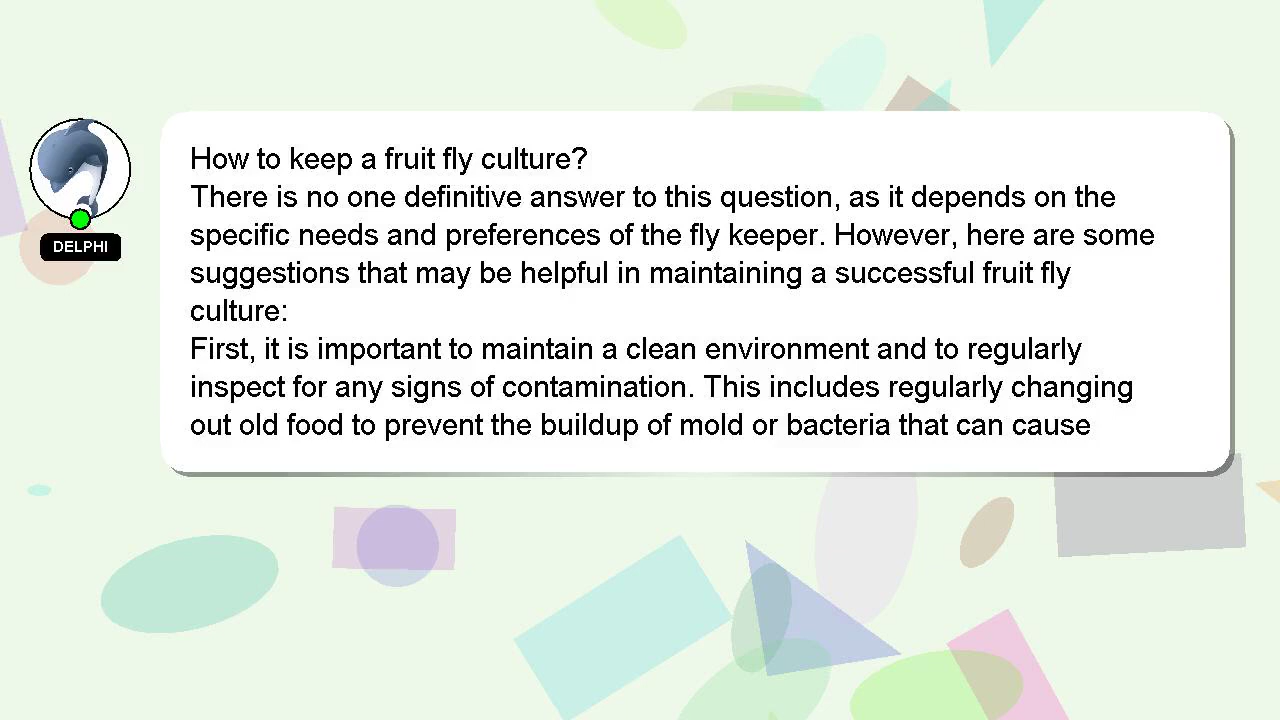 How to keep a fruit fly culture?
There is no one definitive answer to this question, as it depends on the
specific needs and preferences of the fly keeper. However, here are some
suggestions that may be helpful in maintaining a successful fruit fly
culture:
First, it is important to maintain a clean environment and to regularly
inspect for any signs of contamination. This includes regularly changing
out old food to prevent the buildup of mold or bacteria that can cause
DELPHI